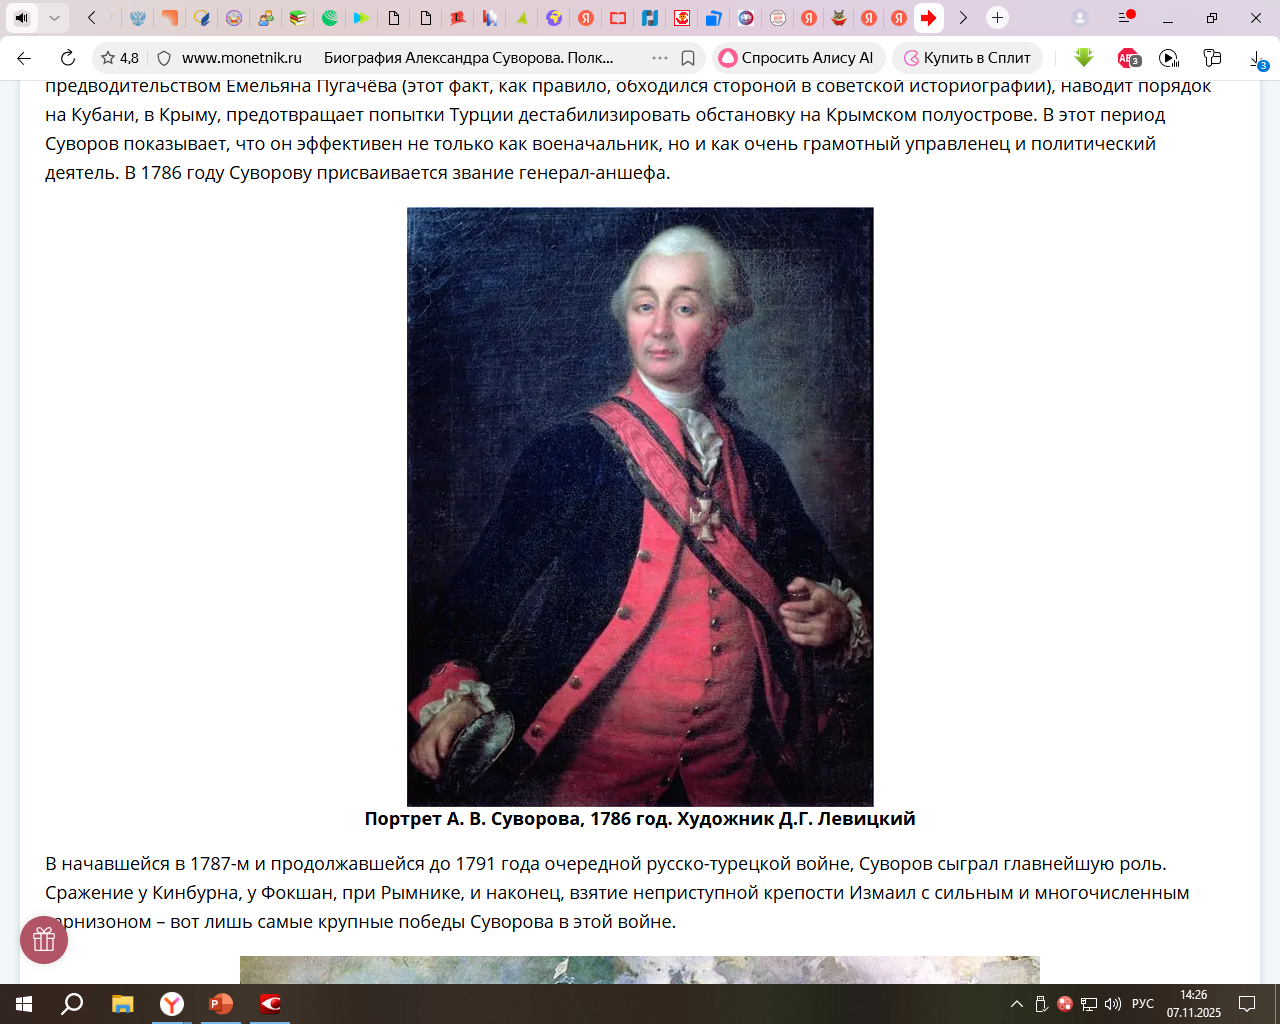 4,8
www.monetnik.ru
Биография Александра Суворова. Полк...
Спросить Алису AI
Купить в Сплит
3
3
предводительством Емельяна Пугачёва (этот факт, как правило, обходился стороной в советской историографии), наводит порядок
на Кубани, в Крыму, предотвращает попытки Турции дестабилизировать обстановку на Крымском полуострове. В этот период
Суворов показывает, что он эффективен не только как военачальник, но и как очень грамотный управленец и политический
деятель. В 1786 году Суворову присваивается звание генерал-аншефа.
Портрет А. В. Суворова, 1786 год. Художник Д.Г. Левицкий
В начавшейся в 1787-м и продолжавшейся до 1791 года очередной русско-турецкой войне, Суворов сыграл главнейшую роль.
Сражение у Кинбурна, у Фокшан, при Рымнике, и наконец, взятие неприступной крепости Измаил с сильным и многочисленным
гарнизоном – вот лишь самые крупные победы Суворова в этой войне.
РУС
14:26
07.11.2025